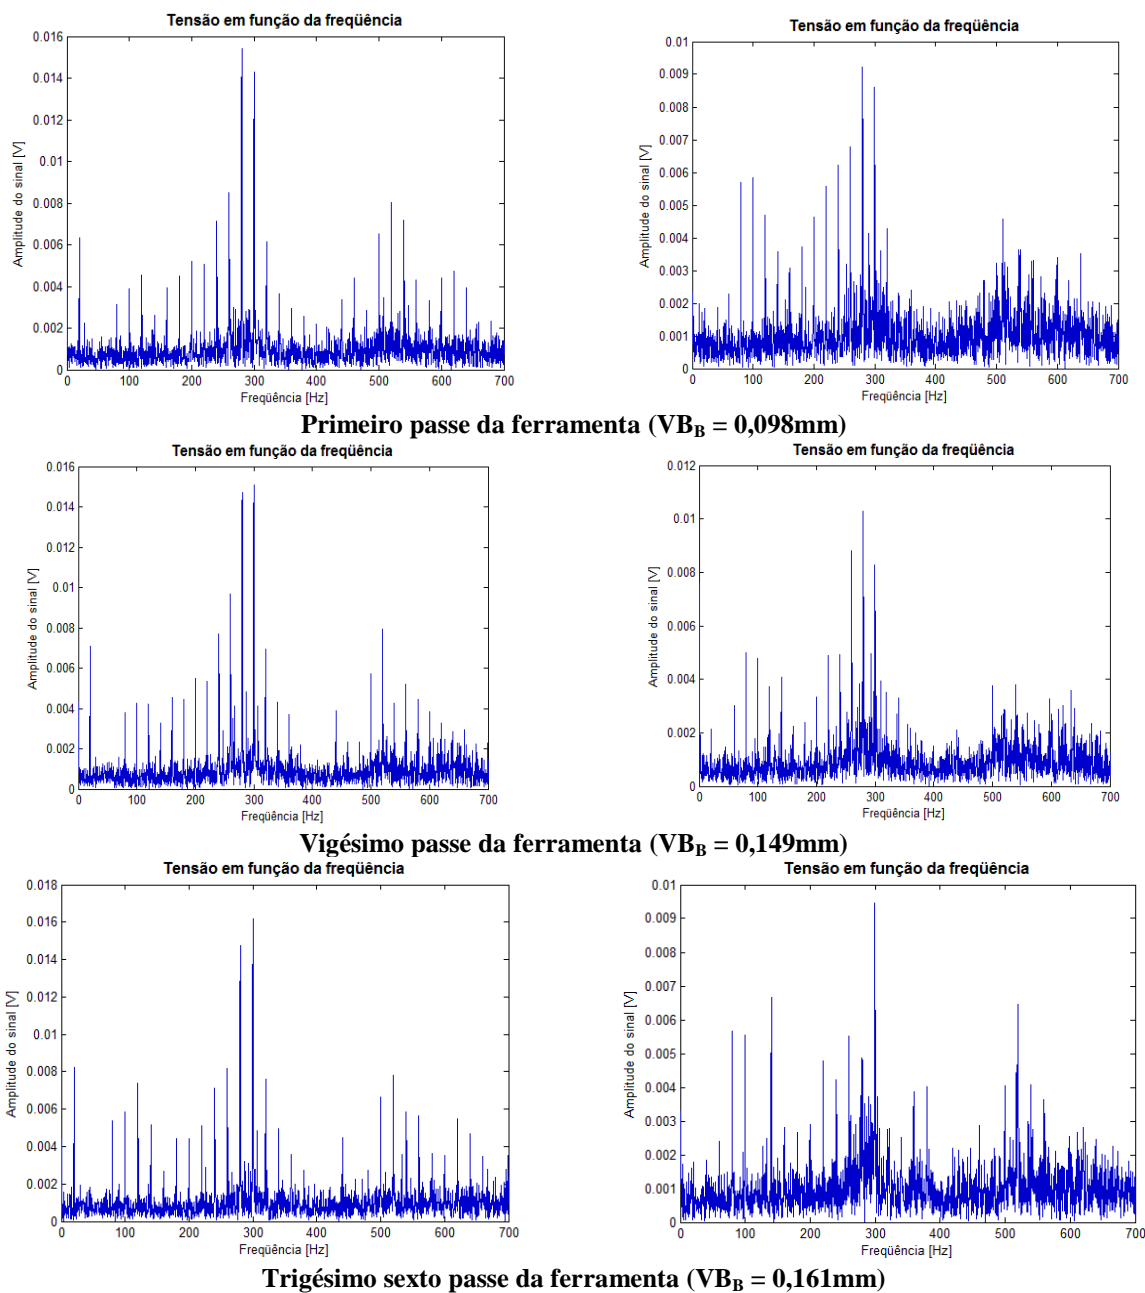 Tensão em função da freqüência
Tensão em função da freqüência
Amplitude do sinal [V]
0.016
0.014
0.012
0.01
0.008
0.006
0.004
0.002
0
0 100 200 300 400 500 600 700
Freqüência [Hz]
Amplitude do sinal [V]
0.01
0.009
0.008
0.007
0.006
0.005
0.004
0.003
0.002
0.001
0
0 100 200 300 400 500 600 700
Freqüência [Hz]
Primeiro passe da ferramenta (VB_B = 0,098mm)
Tensão em função da freqüência
Tensão em função da freqüência
Amplitude do sinal [V]
0.016
0.014
0.012
0.01
0.008
0.006
0.004
0.002
0
0 100 200 300 400 500 600 700
Freqüência [Hz]
Amplitude do sinal [V]
0.012
0.01
0.008
0.006
0.004
0.002
0
0 100 200 300 400 500 600 700
Freqüência [Hz]
Vigésimo passe da ferramenta (VB_B = 0,149mm)
Tensão em função da freqüência
Tensão em função da freqüência
Amplitude do sinal [V]
0.018
0.016
0.014
0.012
0.01
0.008
0.006
0.004
0.002
0
0 100 200 300 400 500 600 700
Freqüência [Hz]
Amplitude do sinal [V]
0.01
0.009
0.008
0.007
0.006
0.005
0.004
0.003
0.002
0.001
0
0 100 200 300 400 500 600 700
Freqüência [Hz]
Trigésimo sexto passe da ferramenta (VB_B = 0,161mm)